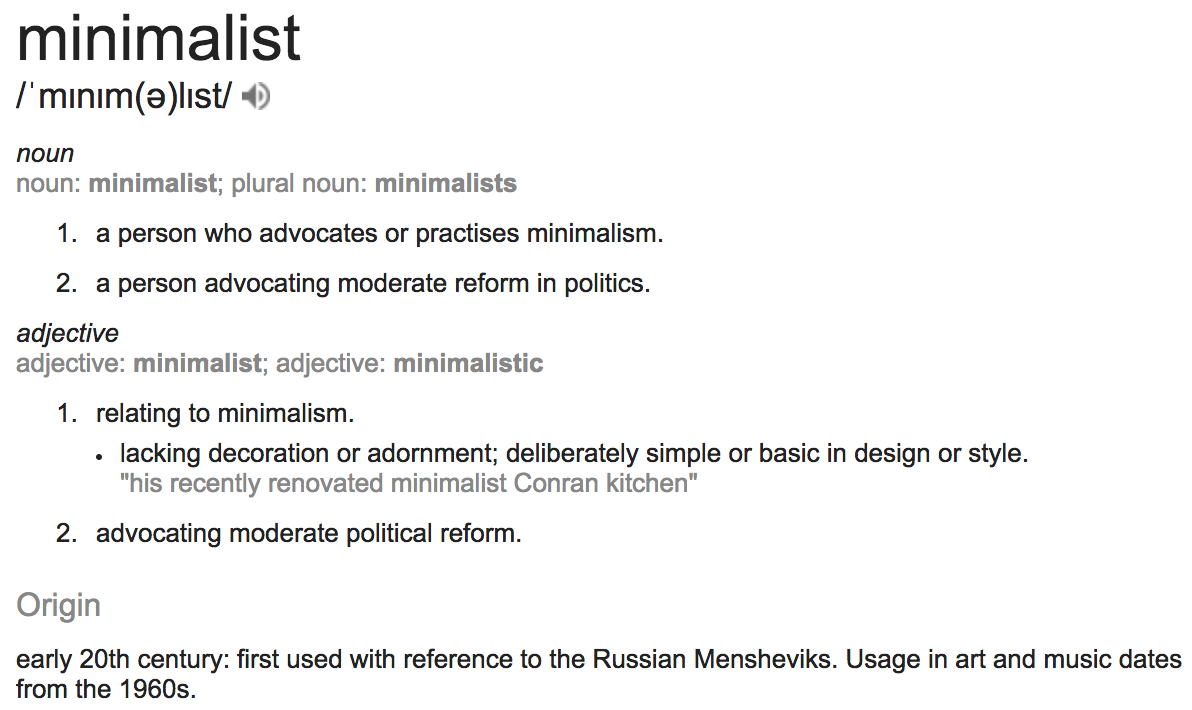 minimalist
/ˈmɪnɪm(ə)lɪst/
noun
noun: minimalist; plural noun: minimalists
1. a person who advocates or practises minimalism.
2. a person advocating moderate reform in politics.
adjective
adjective: minimalist; adjective: minimalistic
1. relating to minimalism.
• lacking decoration or adornment; deliberately simple or basic in design or style.
"his recently renovated minimalist Conran kitchen"
2. advocating moderate political reform.
Origin
early 20th century: first used with reference to the Russian Mensheviks. Usage in art and music dates
from the 1960s.